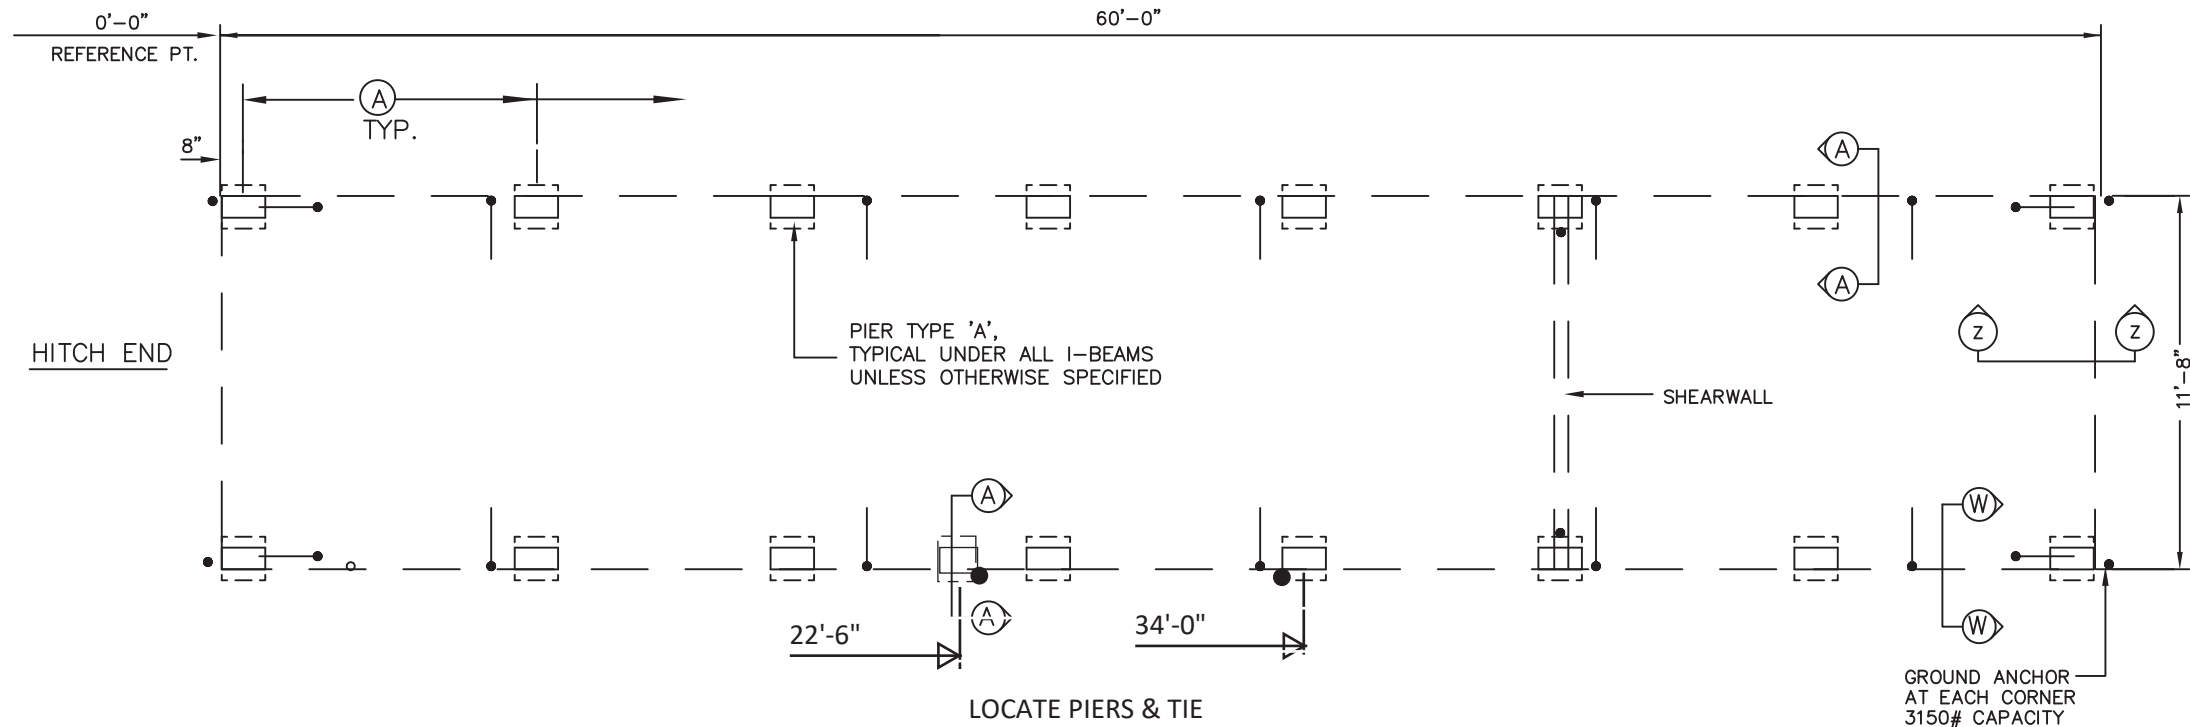 0'-0"
60'-0"
REFERENCE PT.
A
TYP.
8"
A
A
PIER TYPE 'A',
TYPICAL UNDER ALL I-BEAMS
UNLESS OTHERWISE SPECIFIED
HITCH END
Z
Z
11'-8"
SHEARWALL
A
W
A
W
22'-6"
34'-0"
GROUND ANCHOR
AT EACH CORNER
3150# CAPACITY
LOCATE PIERS & TIE